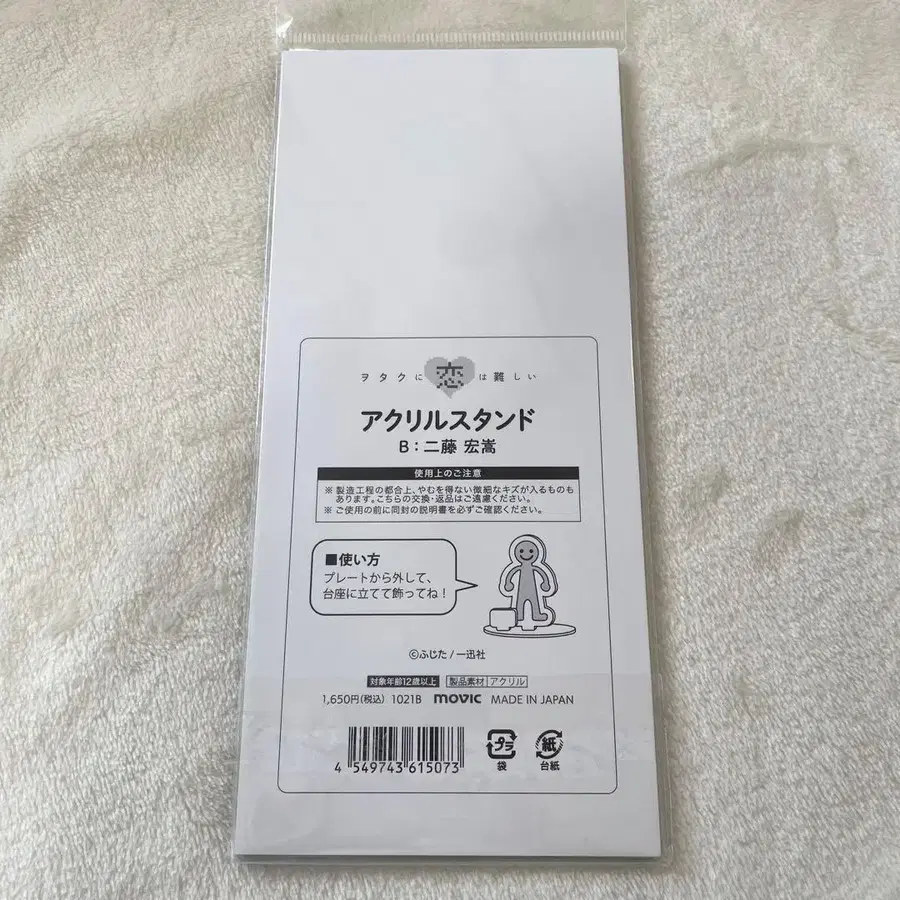 ヲタクに恋は難しい
アクリルスタンド
B:二藤 宏嵩
使用上のご注意
※ 製造工程の都合上、やむを得ない微細なキズが入るものも
あります。こちらの交換・返品はご遠慮ください。
※ ご使用の前に同封の説明書を必ずご確認ください。
■使い方
プレートから外して、
台座に立てて飾ってね!
©ふじた/一迅社
対象年齢12歳以上 製品素材 アクリル
1,650円(税込) 1021B movic MADE IN JAPAN
4 549743 615073
プラ 紙
袋 台紙